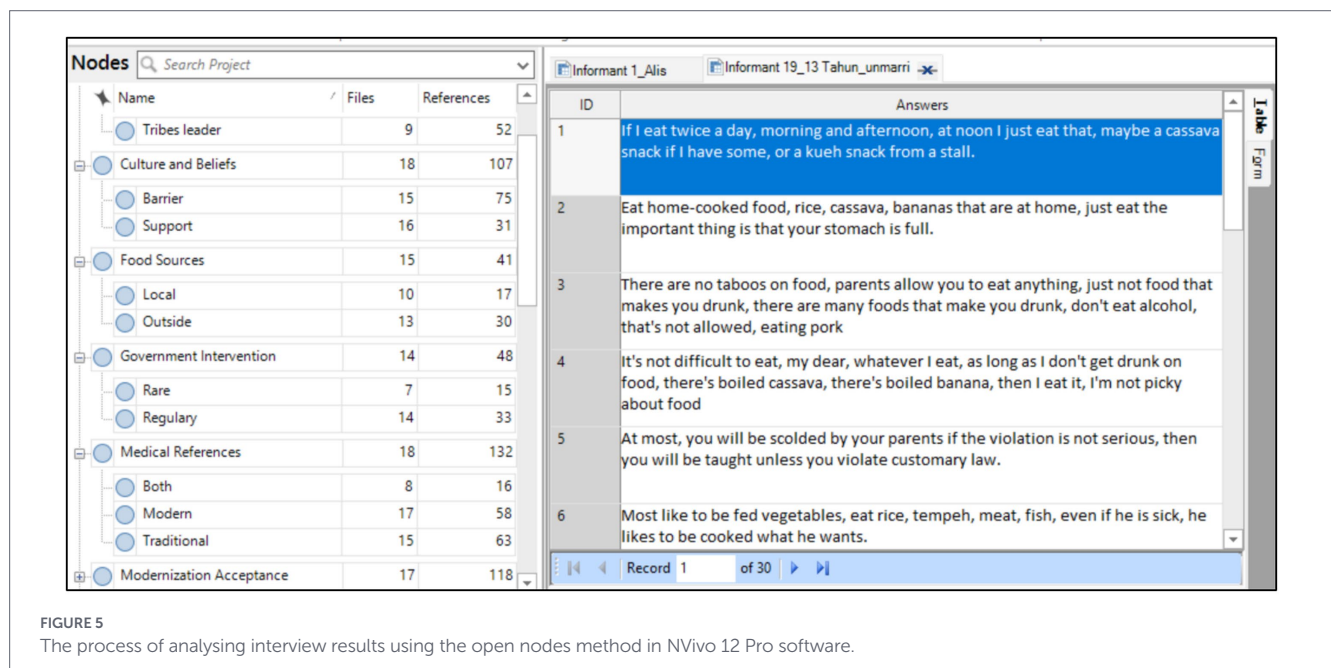 Nodes
Search Project
Name / Files References
Tribes leader 9 52
Culture and Beliefs 18 107
Barrier 15 75
Support 16 31
Food Sources 15 41
Local 10 17
Outside 13 30
Government Intervention 14 48
Rare 7 15
Regulary 14 33
Medical References 18 132
Both 8 16
Modern 17 58
Traditional 15 63
Modernization Acceptance 17 118
Informant 1_Alis
Informant 19_13 Tahun_unmarri
ID Answers
1 If I eat twice a day, morning and afternoon, at noon I just eat that, maybe a cassava
snack if I have some, or a kueh snack from a stall.
2 Eat home-cooked food, rice, cassava, bananas that are at home, just eat the
important thing is that your stomach is full.
3 There are no taboos on food, parents allow you to eat anything, just not food that
makes you drunk, there are many foods that make you drunk, don't eat alcohol,
that's not allowed, eating pork
4 It's not difficult to eat, my dear, whatever I eat, as long as I don't get drunk on
food, there's boiled cassava, there's boiled banana, then I eat it, I'm not picky
about food
5 At most, you will be scolded by your parents if the violation is not serious, then
you will be taught unless you violate customary law.
6 Most like to be fed vegetables, eat rice, tempeh, meat, fish, even if he is sick, he
likes to be cooked what he wants.
Record 1 of 30
Table
Form
FIGURE 5
The process of analysing interview results using the open nodes method in NVivo 12 Pro software.